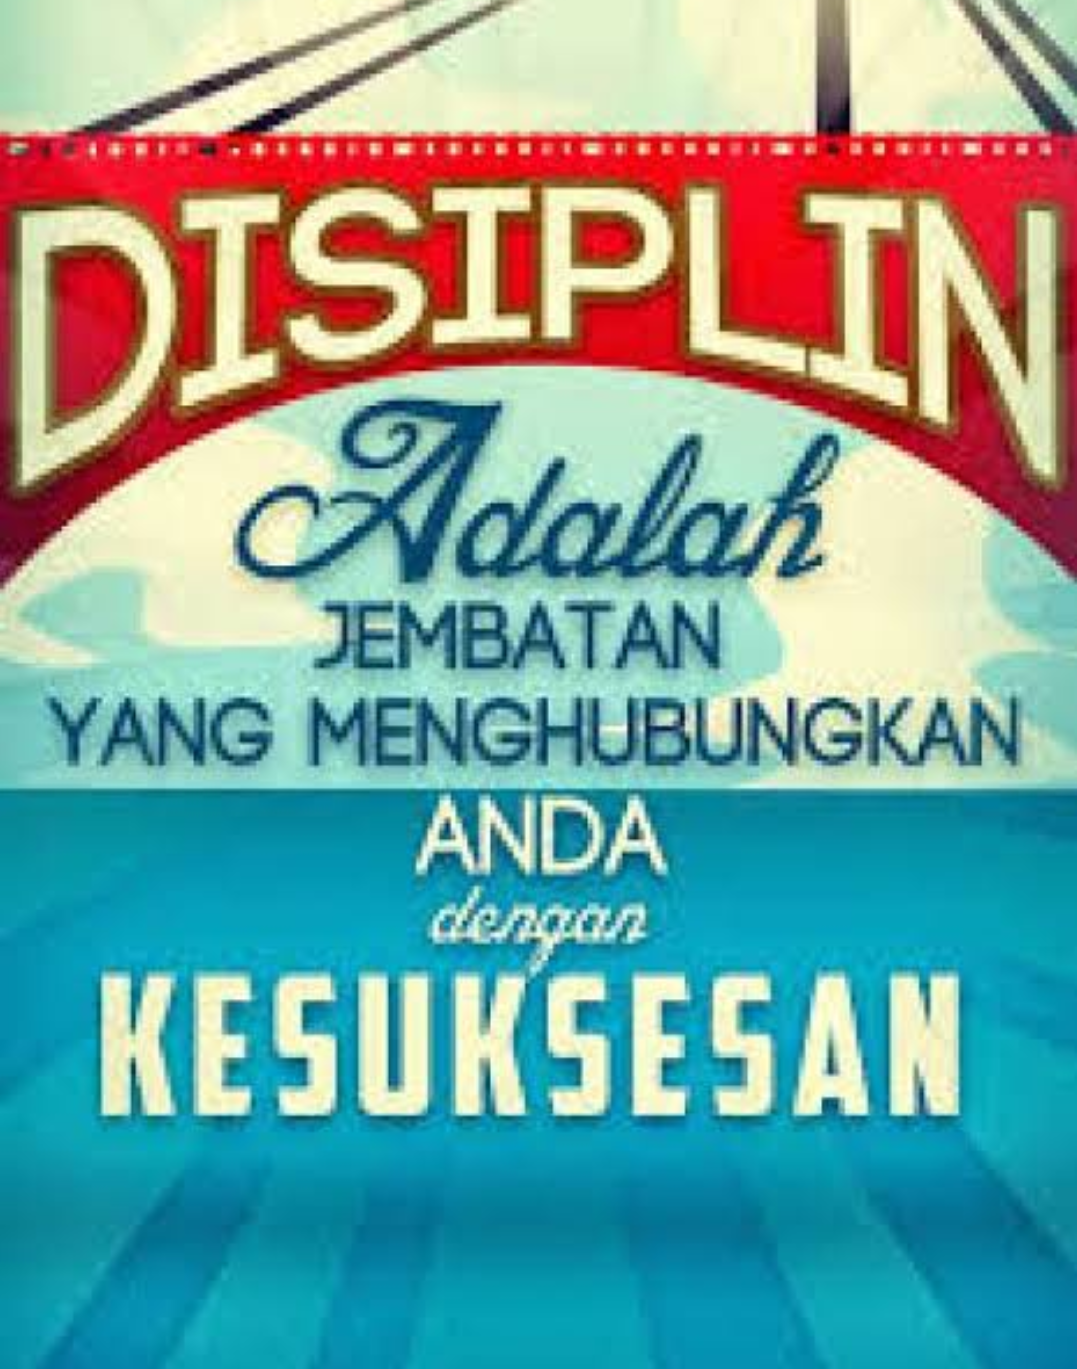 DISIPLIN
Adalah
JEMBATAN
YANG MENGHUBUNGKAN
ANDA
dengan
KESUKSESAN